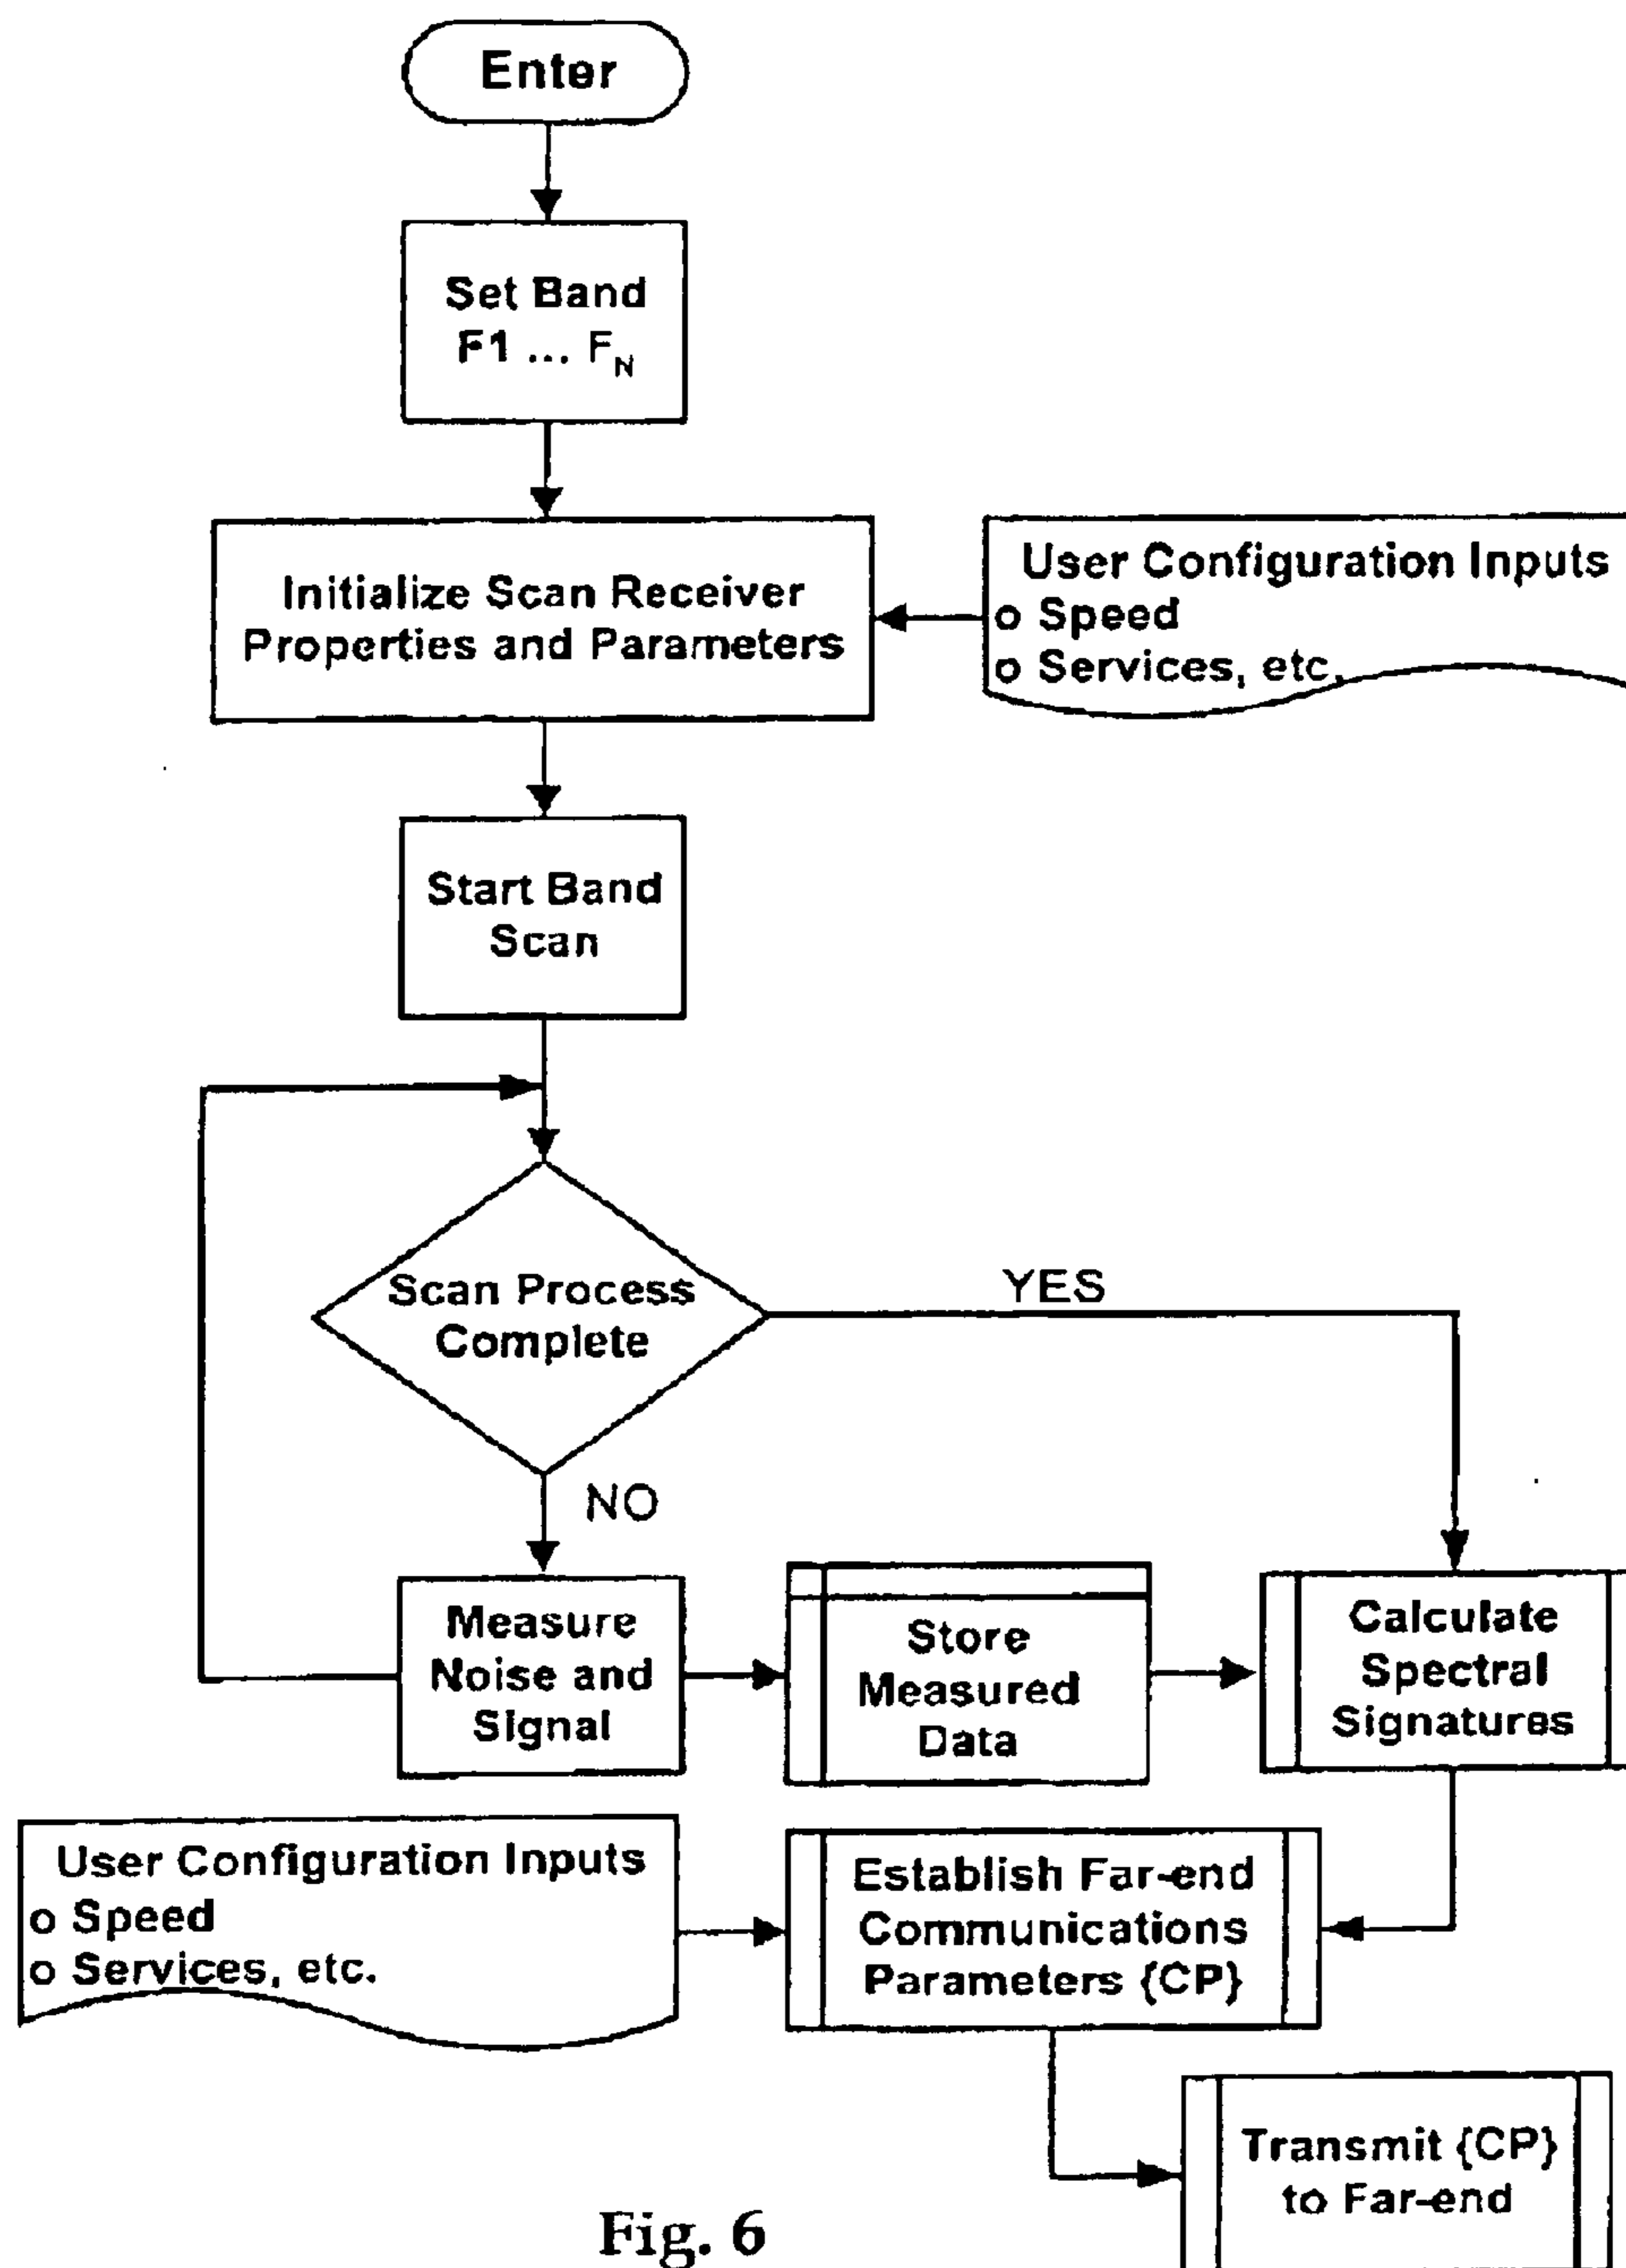 Enter
Set Band
F1 ... FN
Initialize Scan Receiver
Properties and Parameters
User Configuration Inputs
o Speed
o Services, etc.
Start Band
Scan
Scan Process
Complete
YES
NO
Measure
Noise and
Signal
Store
Measured
Data
Calculate
Spectral
Signatures
User Configuration Inputs
o Speed
o Services, etc.
Establish Far-end
Communications
Parameters {CP}
Transmit {CP}
to Far-end
Fig. 6